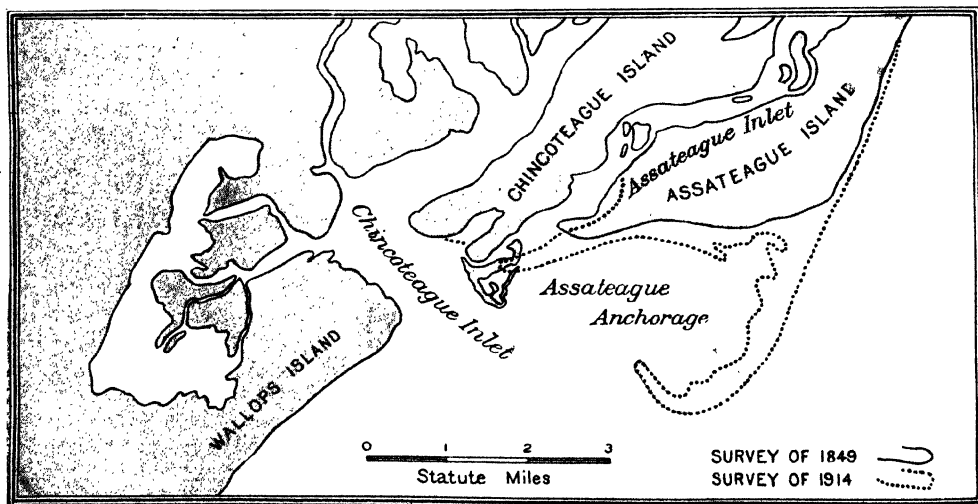 CHINCOTEAGUE ISLAND
Assateague Inlet
ASSATEAGUE ISLAND
Chincoteague Inlet
Assateague
Anchorage
WALLOPS ISLAND
0 1 2 3
Statute Miles
SURVEY OF 1849
SURVEY OF 1914